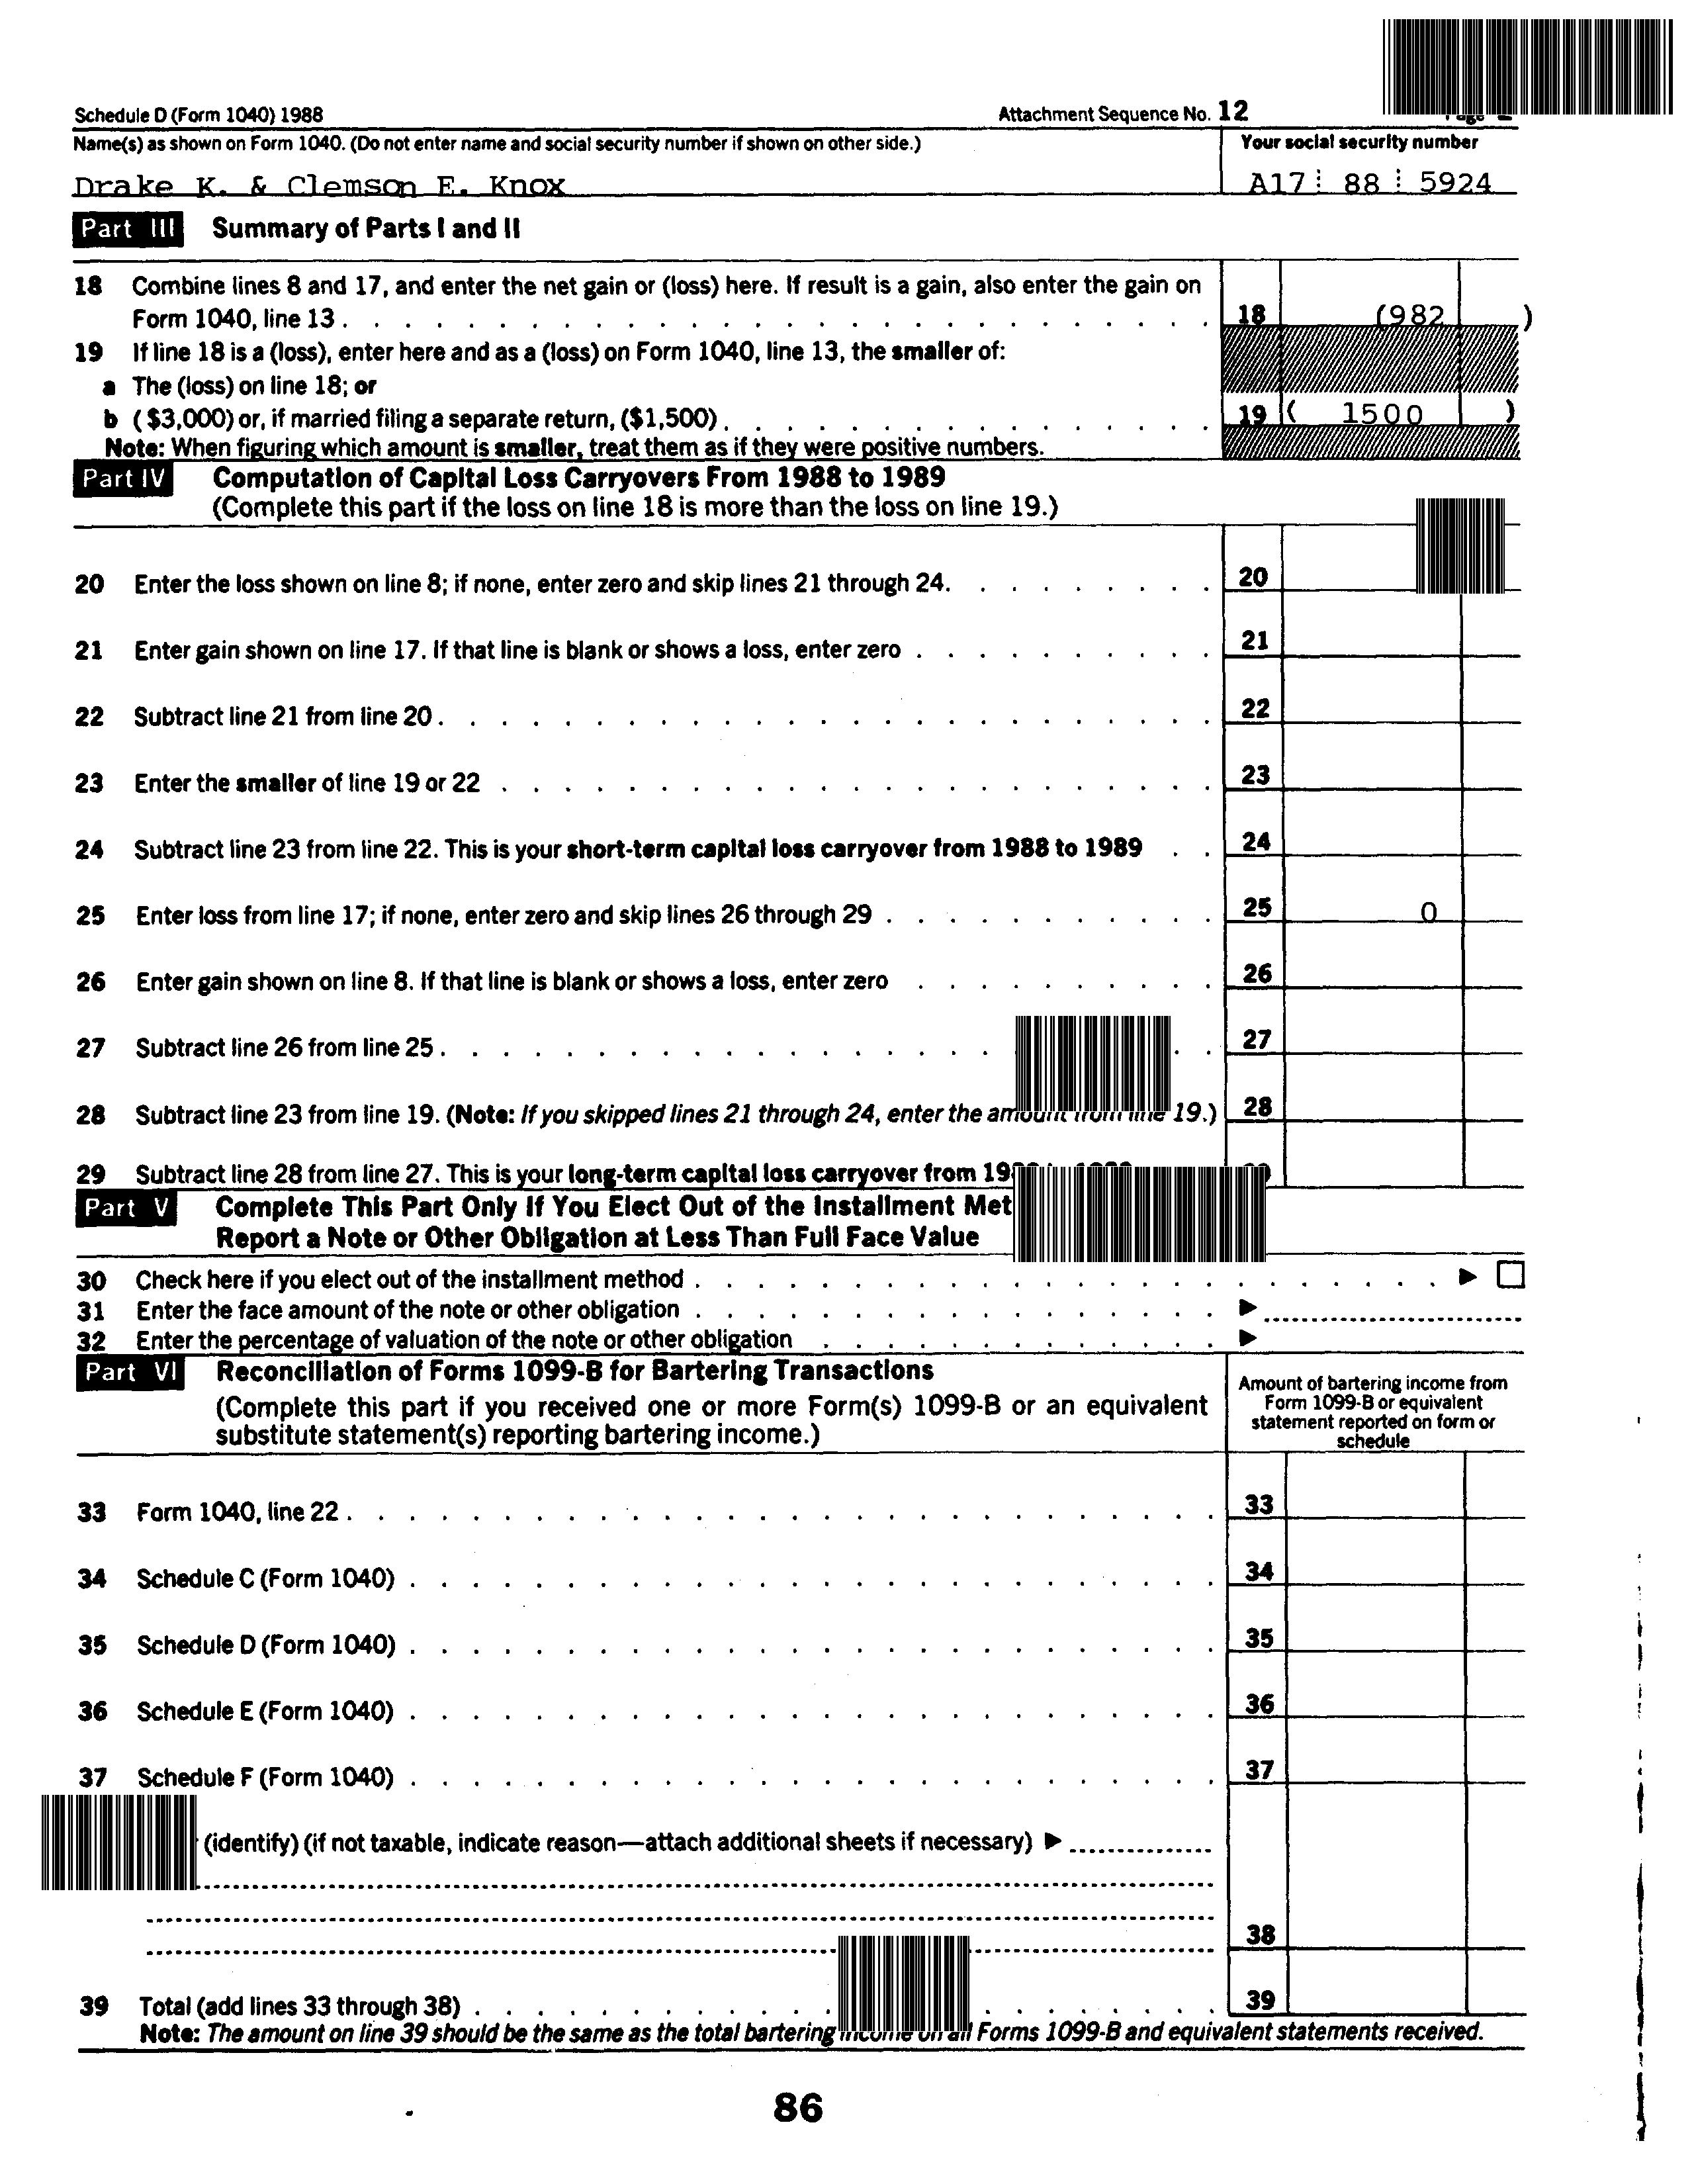 Schedule D (Form 1040) 1988 Attachment Sequence No. 12
Name(s) as shown on Form 1040. (Do not enter name and social security number if shown on other side.) Your social security number
Drake K. & Clemson E. Knox A17 88 5924
Part III Summary of Parts I and II
18 Combine lines 8 and 17, and enter the net gain or (loss) here. If result is a gain, also enter the gain on
Form 1040, line 13 18 (982 )
19 If line 18 is a (loss), enter here and as a (loss) on Form 1040, line 13, the smaller of:
a The (loss) on line 18; or
b ($3,000) or, if married filing a separate return, ($1,500) 19 ( 1500 )
Note: When figuring which amount is smaller, treat them as if they were positive numbers.
Part IV Computation of Capital Loss Carryovers From 1988 to 1989
(Complete this part if the loss on line 18 is more than the loss on line 19.)
20 Enter the loss shown on line 8; if none, enter zero and skip lines 21 through 24. 20
21 Enter gain shown on line 17. If that line is blank or shows a loss, enter zero 21
22 Subtract line 21 from line 20 22
23 Enter the smaller of line 19 or 22 23
24 Subtract line 23 from line 22. This is your short-term capital loss carryover from 1988 to 1989 24
25 Enter loss from line 17; if none, enter zero and skip lines 26 through 29 25 0
26 Enter gain shown on line 8. If that line is blank or shows a loss, enter zero 26
27 Subtract line 26 from line 25 27
28 Subtract line 23 from line 19. (Note: If you skipped lines 21 through 24, enter the amount from line 19.) 28
29 Subtract line 28 from line 27. This is your long-term capital loss carryover from
Part V Complete This Part Only If You Elect Out of the Installment
Report a Note or Other Obligation at Less Than Full Face Value
30 Check here if you elect out of the installment method ▶
31 Enter the face amount of the note or other obligation ▶
32 Enter the percentage of valuation of the note or other obligation ▶
Part VI Reconciliation of Forms 1099-B for Bartering Transactions
(Complete this part if you received one or more Form(s) 1099-B or an equivalent
substitute statement(s) reporting bartering income.)
Amount of bartering income from
Form 1099-B or equivalent
statement reported on form or
schedule
33 Form 1040, line 22 33
34 Schedule C (Form 1040) 34
35 Schedule D (Form 1040) 35
36 Schedule E (Form 1040) 36
37 Schedule F (Form 1040) 37
(identify) (if not taxable, indicate reason—attach additional sheets if necessary) ▶
38
39 Total (add lines 33 through 38) 39
Note: The amount on line 39 should be the same as the total bartering income on all Forms 1099-B and equivalent statements received.
86